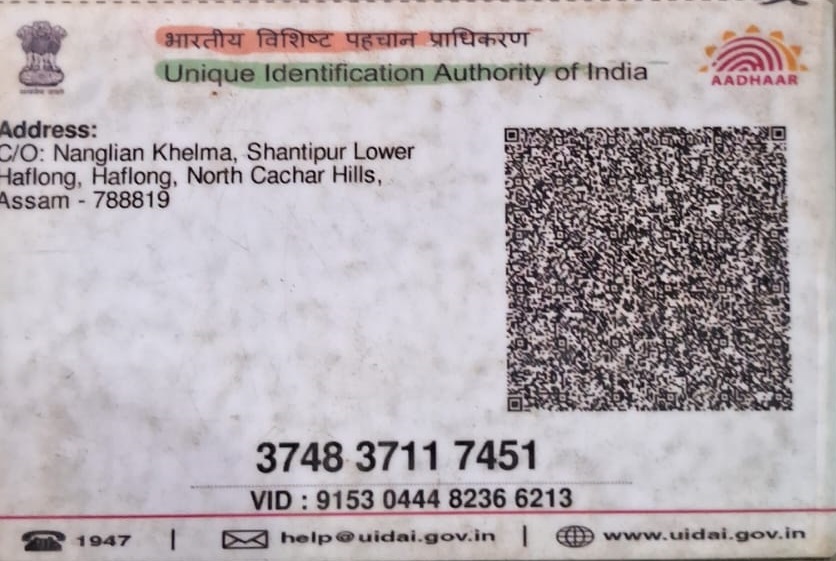 भारतीय विशिष्ट पहचान प्राधिकरण
Unique Identification Authority of India
AADHAAR
Address:
C/O: Nanglian Khelma, Shantipur Lower
Haflong, Haflong, North Cachar Hills,
Assam - 788819
3748 3711 7451
VID : 9153 0444 8236 6213
1947 | help@uidai.gov.in | www.uidai.gov.in